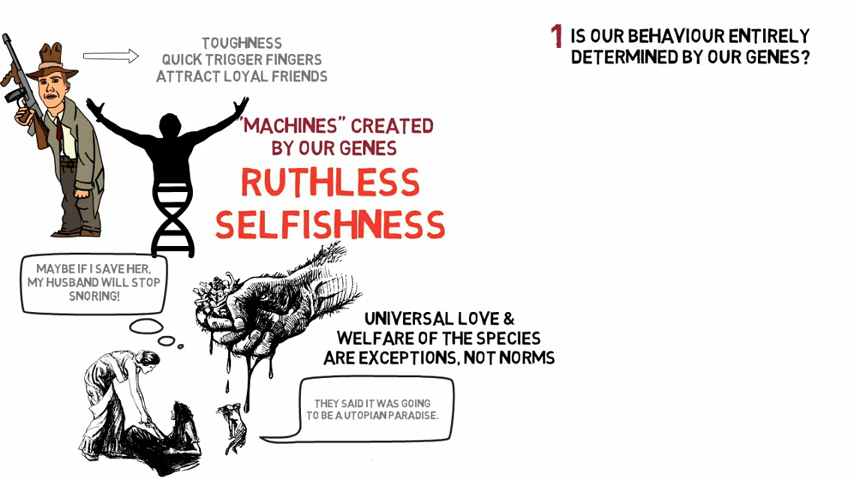 TOUGHNESS
QUICK TRIGGER FINGERS
ATTRACT LOYAL FRIENDS
"MACHINES" CREATED
BY OUR GENES
RUTHLESS
SELFISHNESS
MAYBE IF I SAVE HER,
MY HUSBAND WILL STOP
SNORING!
UNIVERSAL LOVE &
WELFARE OF THE SPECIES
ARE EXCEPTIONS, NOT NORMS
THEY SAID IT WAS GOING
TO BE A UTOPIAN PARADISE.
1 IS OUR BEHAVIOUR ENTIRELY
DETERMINED BY OUR GENES?